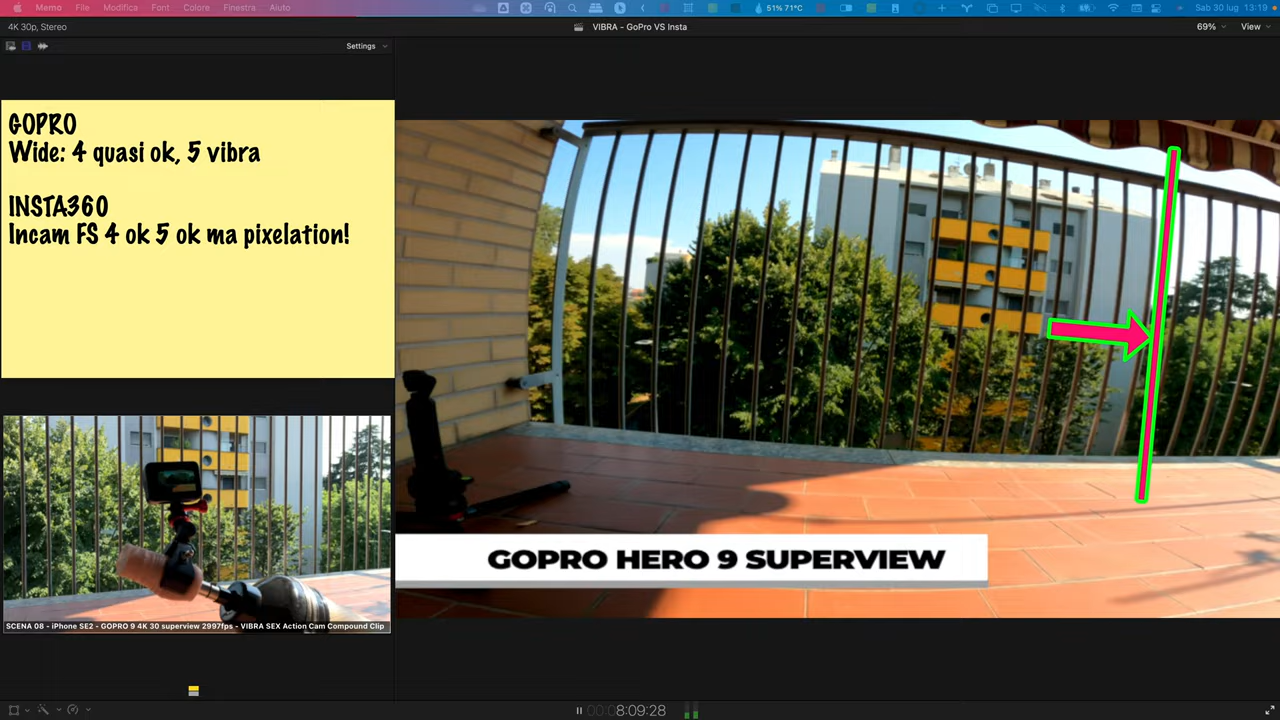 Memo File Modifica Font Colore Finestra Aiuto 51% 71°C Sab 30 lug 13:19
4K 30p, Stereo VIBRA - GoPro VS Insta 69% View
Settings
GOPRO
Wide: 4 quasi ok, 5 vibra
INSTA360
Incam FS 4 ok 5 ok ma pixelation!
GOPRO HERO 9 SUPERVIEW
SCENA 08 - iPhone SE2 - GOPRO 9 4K 30 superview 2997fps - VIBRA SEX Action Cam Compound Clip
00:08:09:28